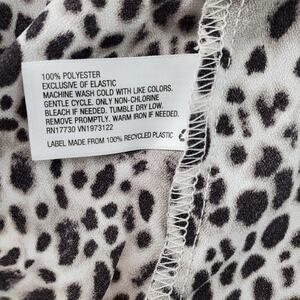 100% POLYESTER
EXCLUSIVE OF ELASTIC
MACHINE WASH COLD WITH LIKE COLORS.
GENTLE CYCLE. ONLY NON-CHLORINE
BLEACH IF NEEDED. TUMBLE DRY LOW,
REMOVE PROMPTLY. WARM IRON IF NEEDED.
RN17730 VN1973122
LABEL MADE FROM 100% RECYCLED PLASTIC